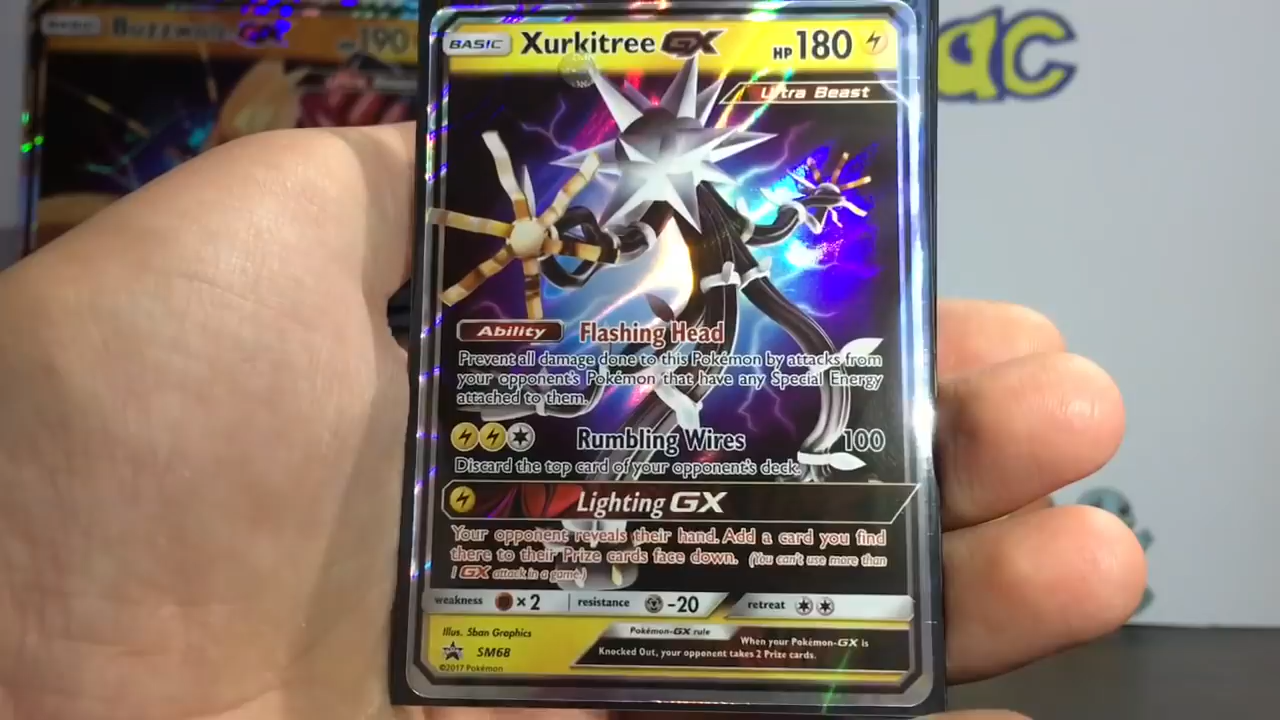 BASIC Buzzwole GX HP 190
ac
BASIC Xurkitree GX HP 180
Ultra Beast
Ability Flashing Head
Prevent all damage done to this Pokémon by attacks from
your opponent's Pokémon that have any Special Energy
attached to them.
Rumbling Wires 100
Discard the top card of your opponent's deck.
Lighting GX
Your opponent reveals their hand. Add a card you find
there to their Prize cards face down. (You can't use more than
1 GX attack in a game.)
weakness ×2 resistance -20 retreat
Illus. 5ban Graphics
Pokémon-GX rule
When your Pokémon-GX is
Knocked Out, your opponent takes 2 Prize cards.
SM68
©2017 Pokémon